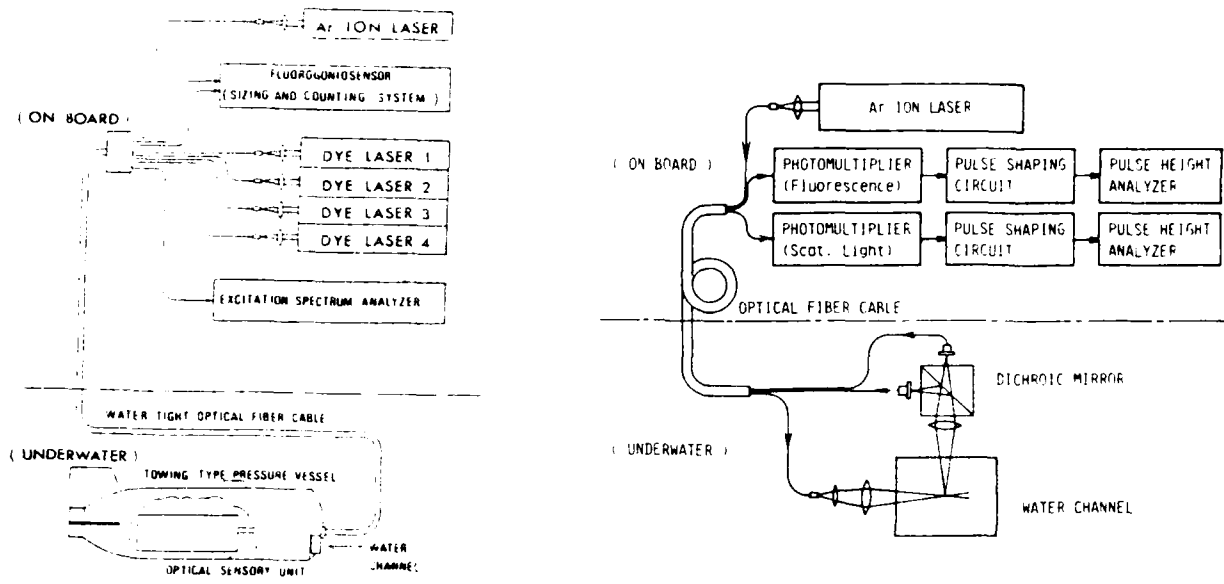 Ar ION LASER
FLUOROGONIOSENSOR
(SIZING AND COUNTING SYSTEM)
( ON BOARD )
DYE LASER 1
DYE LASER 2
DYE LASER 3
DYE LASER 4
EXCITATION SPECTRUM ANALYZER
WATER TIGHT OPTICAL FIBER CABLE
( UNDERWATER )
TOWING TYPE PRESSURE VESSEL
WATER
CHANNEL
OPTICAL SENSORY UNIT
Ar ION LASER
( ON BOARD )
PHOTOMULTIPLIER
(Fluorescence)
PULSE SHAPING
CIRCUIT
PULSE HEIGHT
ANALYZER
PHOTOMULTIPLIER
(Scat. Light)
PULSE SHAPING
CIRCUIT
PULSE HEIGHT
ANALYZER
OPTICAL FIBER CABLE
DICHROIC MIRROR
( UNDERWATER )
WATER CHANNEL